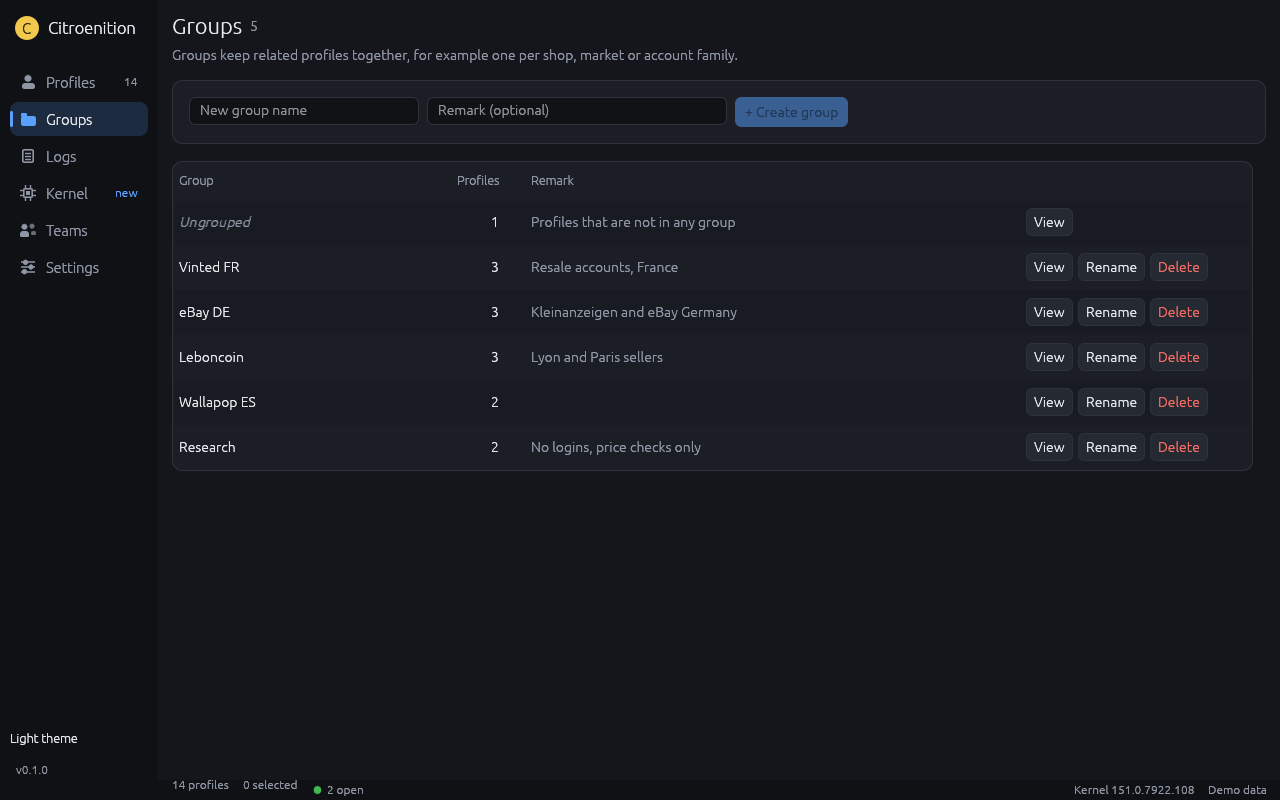 C Citroenition
Profiles 14
Groups
Logs
Kernel new
Teams
Settings
Light theme
v0.1.0
Groups 5
Groups keep related profiles together, for example one per shop, market or account family.
New group name Remark (optional) + Create group
Group Profiles Remark
Ungrouped 1 Profiles that are not in any group View
Vinted FR 3 Resale accounts, France View Rename Delete
eBay DE 3 Kleinanzeigen and eBay Germany View Rename Delete
Leboncoin 3 Lyon and Paris sellers View Rename Delete
Wallapop ES 2 View Rename Delete
Research 2 No logins, price checks only View Rename Delete
14 profiles 0 selected 2 open Kernel 151.0.7922.108 Demo data